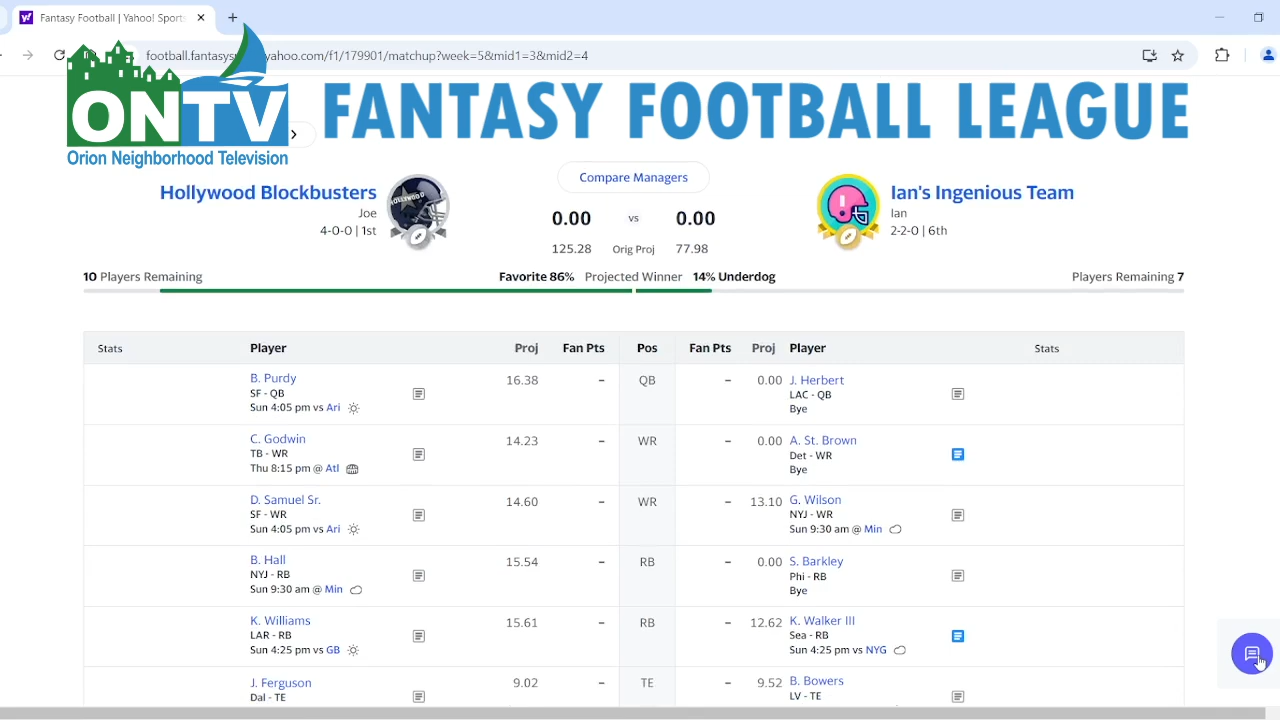 Fantasy Football | Yahoo! Sports
football.fantasysp yahoo.com/f1/179901/matchup?week=5&mid1=3&mid2=4
ONTV
Orion Neighborhood Television
FANTASY FOOTBALL LEAGUE
Compare Managers
Hollywood Blockbusters
Joe
4-0-0 | 1st
HOLLYWOOD
0.00 vs 0.00
125.28 Orig Proj 77.98
Ian's Ingenious Team
Ian
2-2-0 | 6th
10 Players Remaining
Favorite 86% Projected Winner 14% Underdog
Players Remaining 7
Stats Player Proj Fan Pts Pos Fan Pts Proj Player Stats
B. Purdy
SF - QB
Sun 4:05 pm vs Ari
16.38 – QB – 0.00
J. Herbert
LAC - QB
Bye
C. Godwin
TB - WR
Thu 8:15 pm @ Atl
14.23 – WR – 0.00
A. St. Brown
Det - WR
Bye
D. Samuel Sr.
SF - WR
Sun 4:05 pm vs Ari
14.60 – WR – 13.10
G. Wilson
NYJ - WR
Sun 9:30 am @ Min
B. Hall
NYJ - RB
Sun 9:30 am @ Min
15.54 – RB – 0.00
S. Barkley
Phi - RB
Bye
K. Williams
LAR - RB
Sun 4:25 pm vs GB
15.61 – RB – 12.62
K. Walker III
Sea - RB
Sun 4:25 pm vs NYG
J. Ferguson
Dal - TE
9.02 – TE – 9.52
B. Bowers
LV - TE